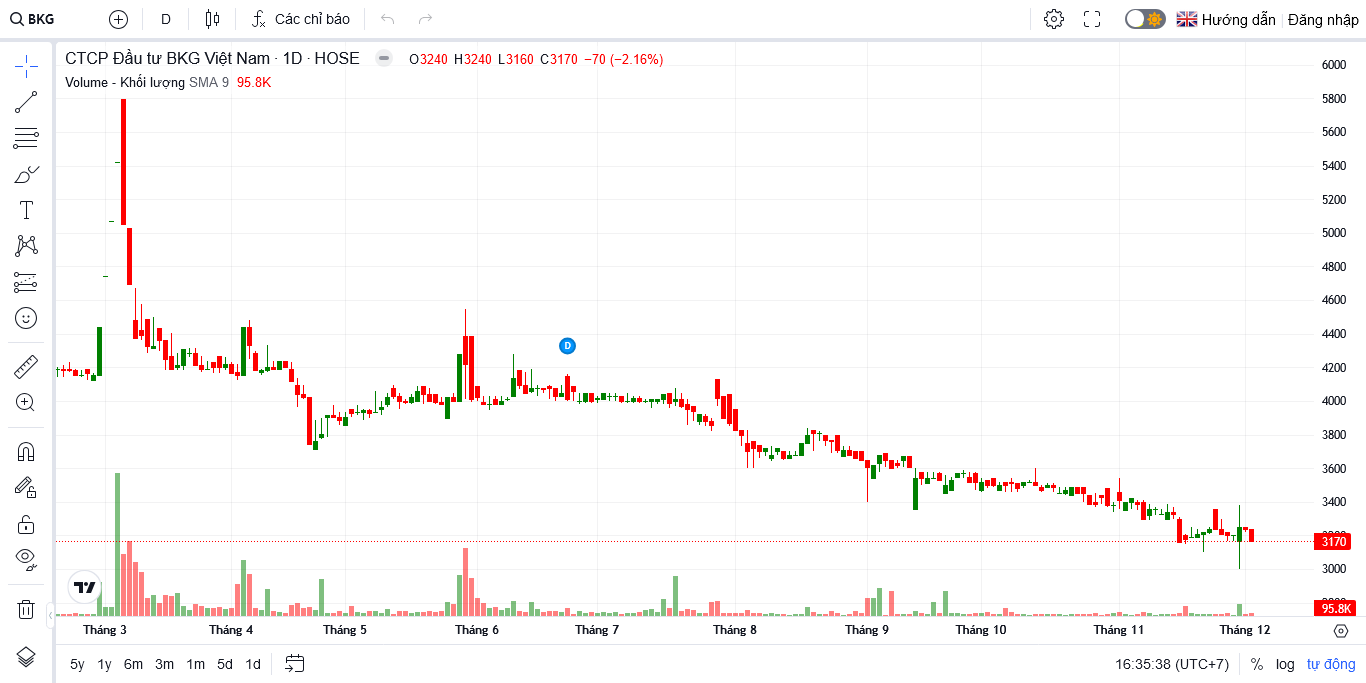 BKG D Các chỉ báo Hướng dẫn Đăng nhập
CTCP Đầu tư BKG Việt Nam · 1D · HOSE O3240 H3240 L3160 C3170 −70 (−2.16%)
Volume - Khối lượng SMA 9 95.8K
6000
5800
5600
5400
5200
5000
4800
4600
4400
4200
D
4000
3800
3600
3400
3170
3000
95.8K
Tháng 3 Tháng 4 Tháng 5 Tháng 6 Tháng 7 Tháng 8 Tháng 9 Tháng 10 Tháng 11 Tháng 12
5y 1y 6m 3m 1m 5d 1d 16:35:38 (UTC+7) % log tự động